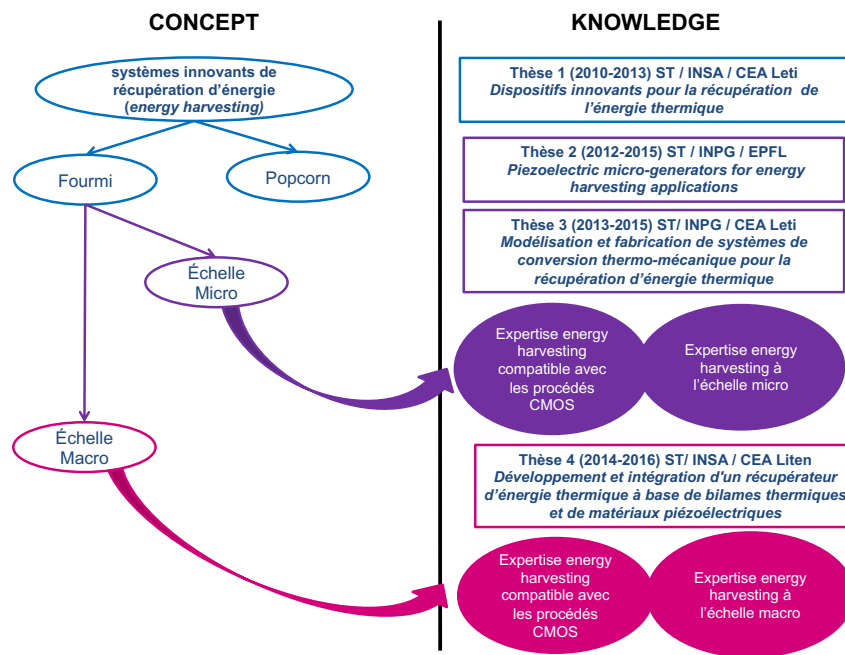 CONCEPT
systèmes innovants de
récupération d'énergie
(energy harvesting)
Fourmi
Popcorn
Échelle
Micro
Échelle
Macro
KNOWLEDGE
Thèse 1 (2010-2013) ST / INSA / CEA Leti
Dispositifs innovants pour la récupération de
l'énergie thermique
Thèse 2 (2012-2015) ST / INPG / EPFL
Piezoelectric micro-generators for energy
harvesting applications
Thèse 3 (2013-2015) ST/ INPG / CEA Leti
Modélisation et fabrication de systèmes de
conversion thermo-mécanique pour la
récupération d'énergie thermique
Expertise energy
harvesting
compatible avec
les procédés
CMOS
Expertise energy
harvesting à
l'échelle micro
Thèse 4 (2014-2016) ST/ INSA / CEA Liten
Développement et intégration d'un récupérateur
d'énergie thermique à base de bilames thermiques
et de matériaux piézoélectriques
Expertise energy
harvesting
compatible avec
les procédés
CMOS
Expertise energy
harvesting à
l'échelle macro